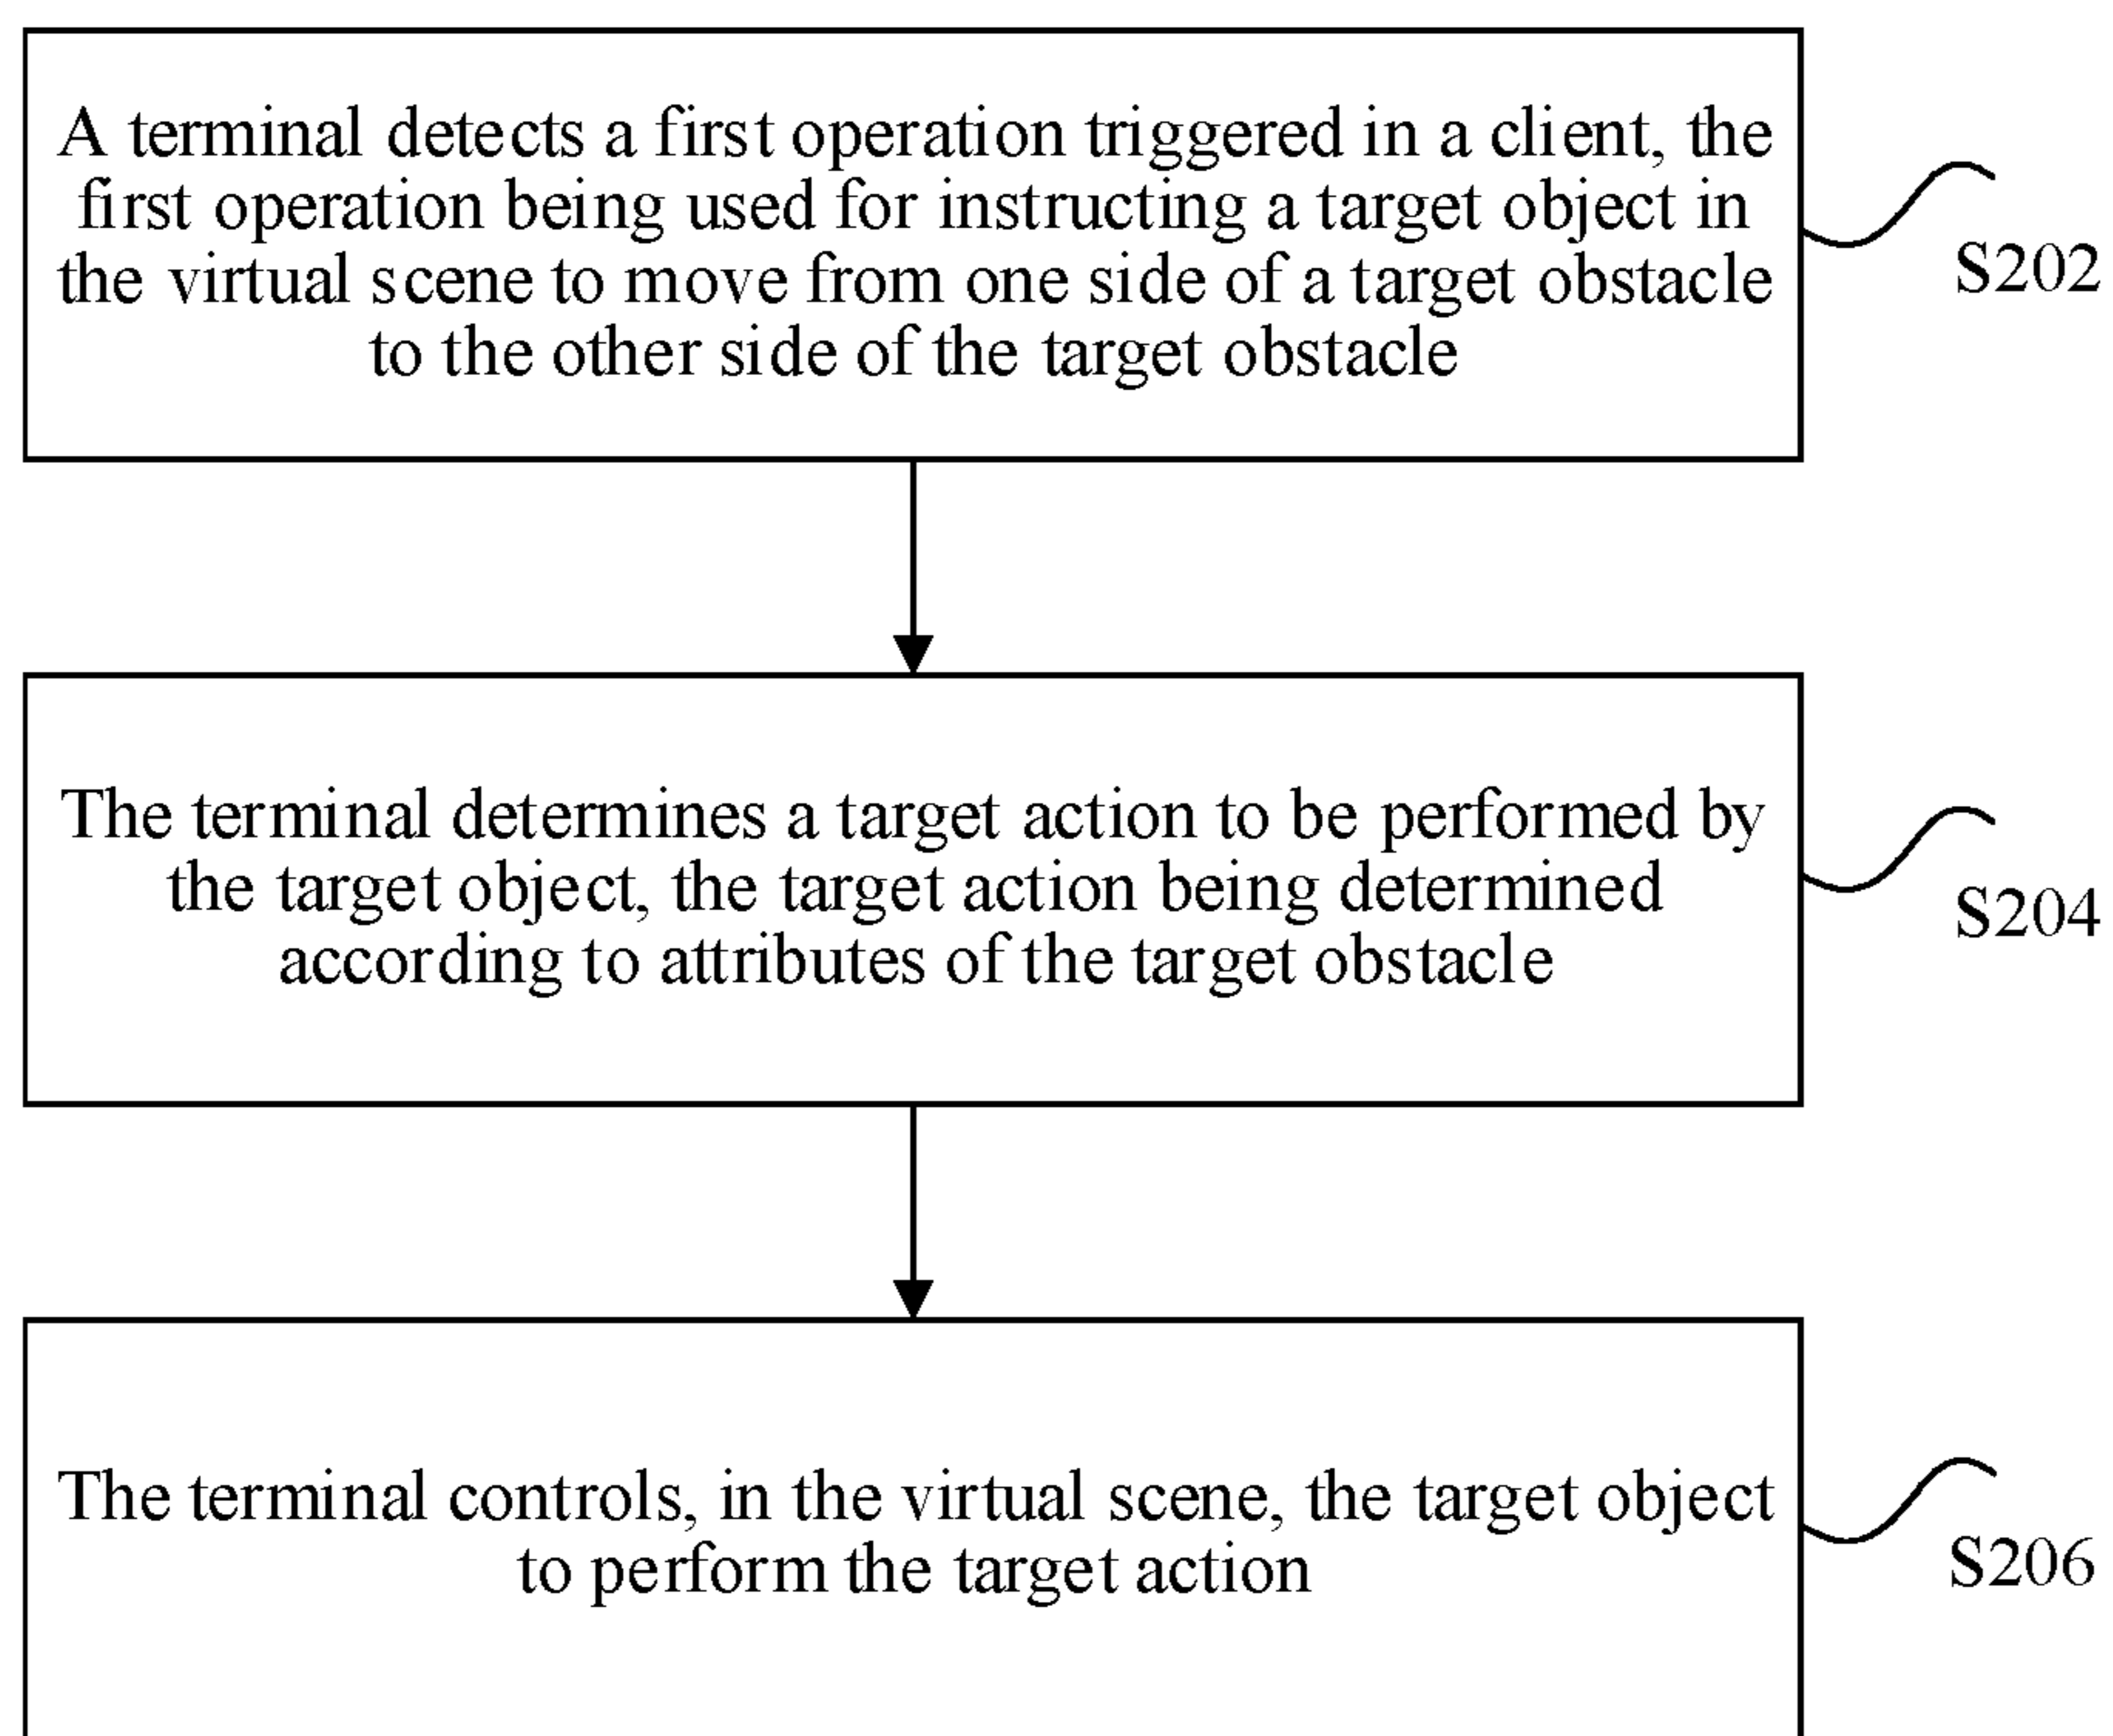 A terminal detects a first operation triggered in a client, the
first operation being used for instructing a target object in
the virtual scene to move from one side of a target obstacle
to the other side of the target obstacle
S202
The terminal determines a target action to be performed by
the target object, the target action being determined
according to attributes of the target obstacle
S204
The terminal controls, in the virtual scene, the target object
to perform the target action
S206